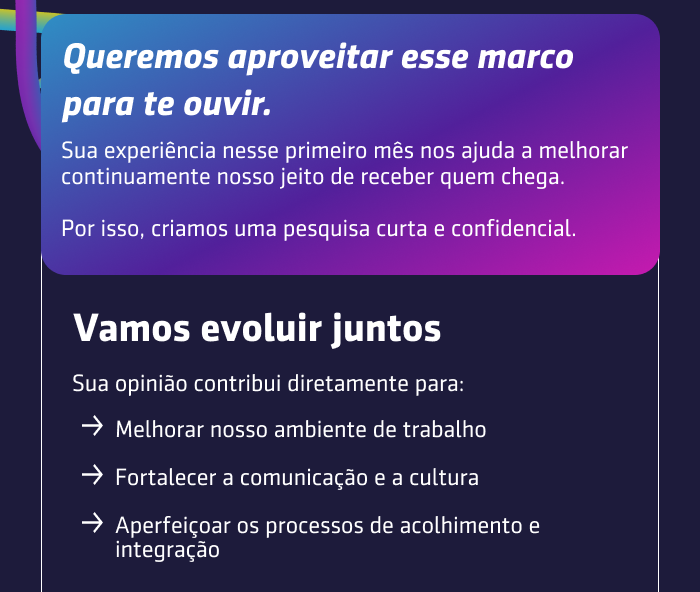 Queremos aproveitar esse marco
para te ouvir.
Sua experiência nesse primeiro mês nos ajuda a melhorar
continuamente nosso jeito de receber quem chega.
Por isso, criamos uma pesquisa curta e confidencial.
Vamos evoluir juntos
Sua opinião contribui diretamente para:
→ Melhorar nosso ambiente de trabalho
→ Fortalecer a comunicação e a cultura
→ Aperfeiçoar os processos de acolhimento e
integração